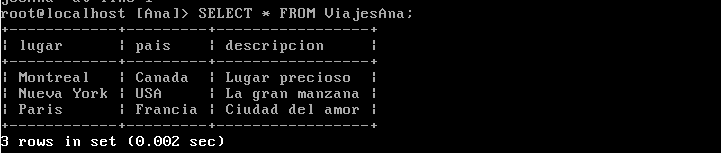 root@localhost [Ana]> SELECT * FROM ViajesAna;
+------------+---------+-----------------+
| lugar      | pais    | descripcion     |
+------------+---------+-----------------+
| Montreal   | Canada  | Lugar precioso  |
| Nueva York | USA     | La gran manzana |
| Paris      | Francia | Ciudad del amor |
+------------+---------+-----------------+
3 rows in set (0.002 sec)